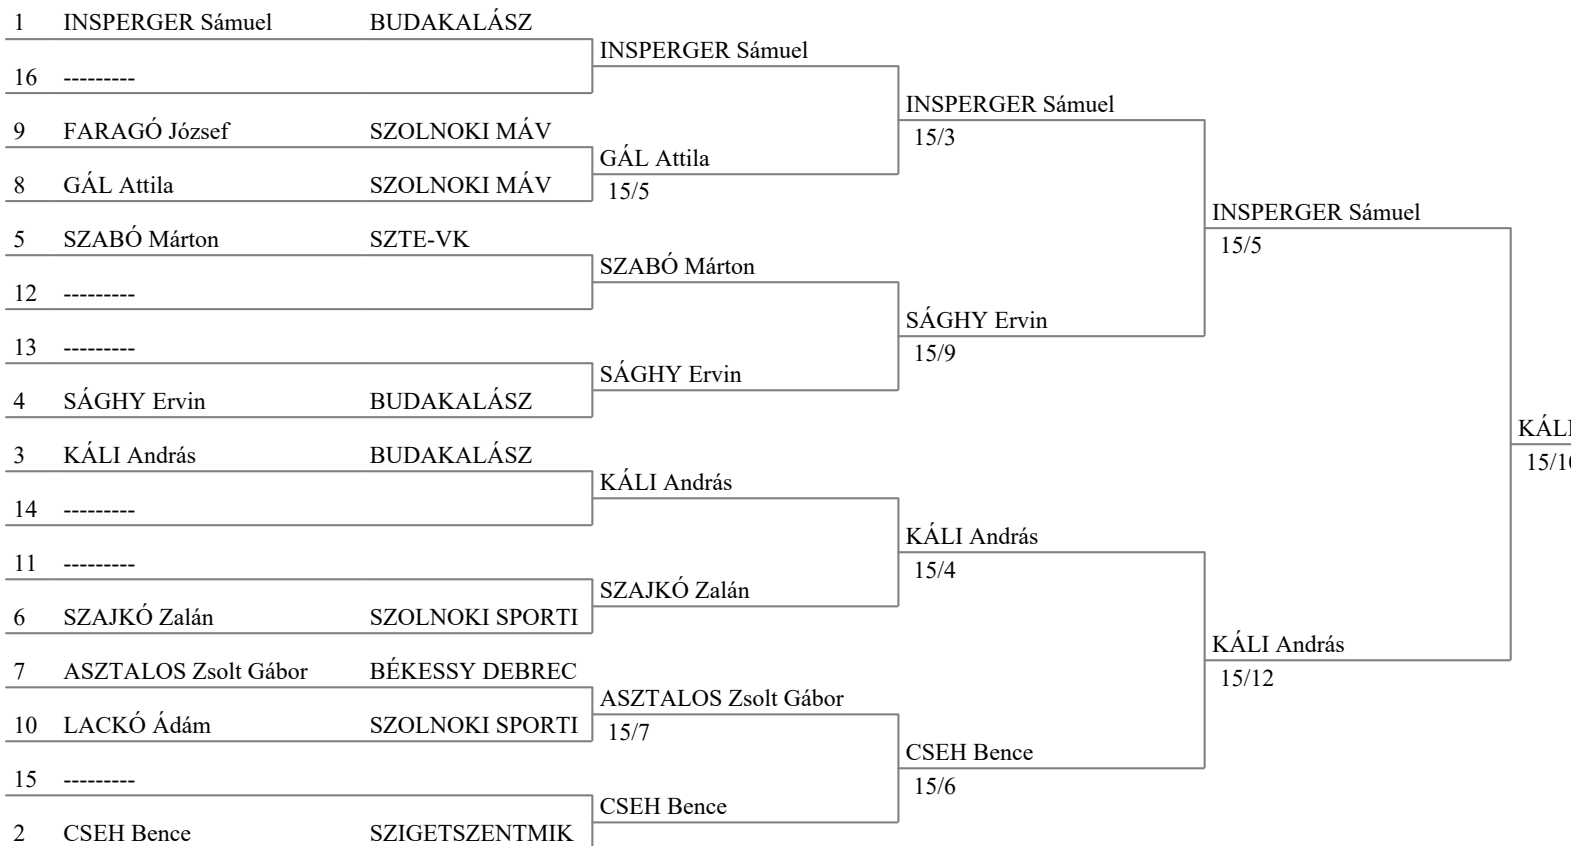 1 INSPERGER Sámuel BUDAKALÁSZ
INSPERGER Sámuel
16 ---------
INSPERGER Sámuel
9 FARAGÓ József SZOLNOKI MÁV
15/3
GÁL Attila
8 GÁL Attila SZOLNOKI MÁV
15/5
INSPERGER Sámuel
5 SZABÓ Márton SZTE-VK
15/5
SZABÓ Márton
12 ---------
SÁGHY Ervin
13 ---------
15/9
SÁGHY Ervin
4 SÁGHY Ervin BUDAKALÁSZ
KÁLI
3 KÁLI András BUDAKALÁSZ
15/10
KÁLI András
14 ---------
KÁLI András
11 ---------
15/4
SZAJKÓ Zalán
6 SZAJKÓ Zalán SZOLNOKI SPORTI
KÁLI András
7 ASZTALOS Zsolt Gábor BÉKESSY DEBREC
15/12
ASZTALOS Zsolt Gábor
10 LACKÓ Ádám SZOLNOKI SPORTI
15/7
CSEH Bence
15 ---------
15/6
CSEH Bence
2 CSEH Bence SZIGETSZENTMIK